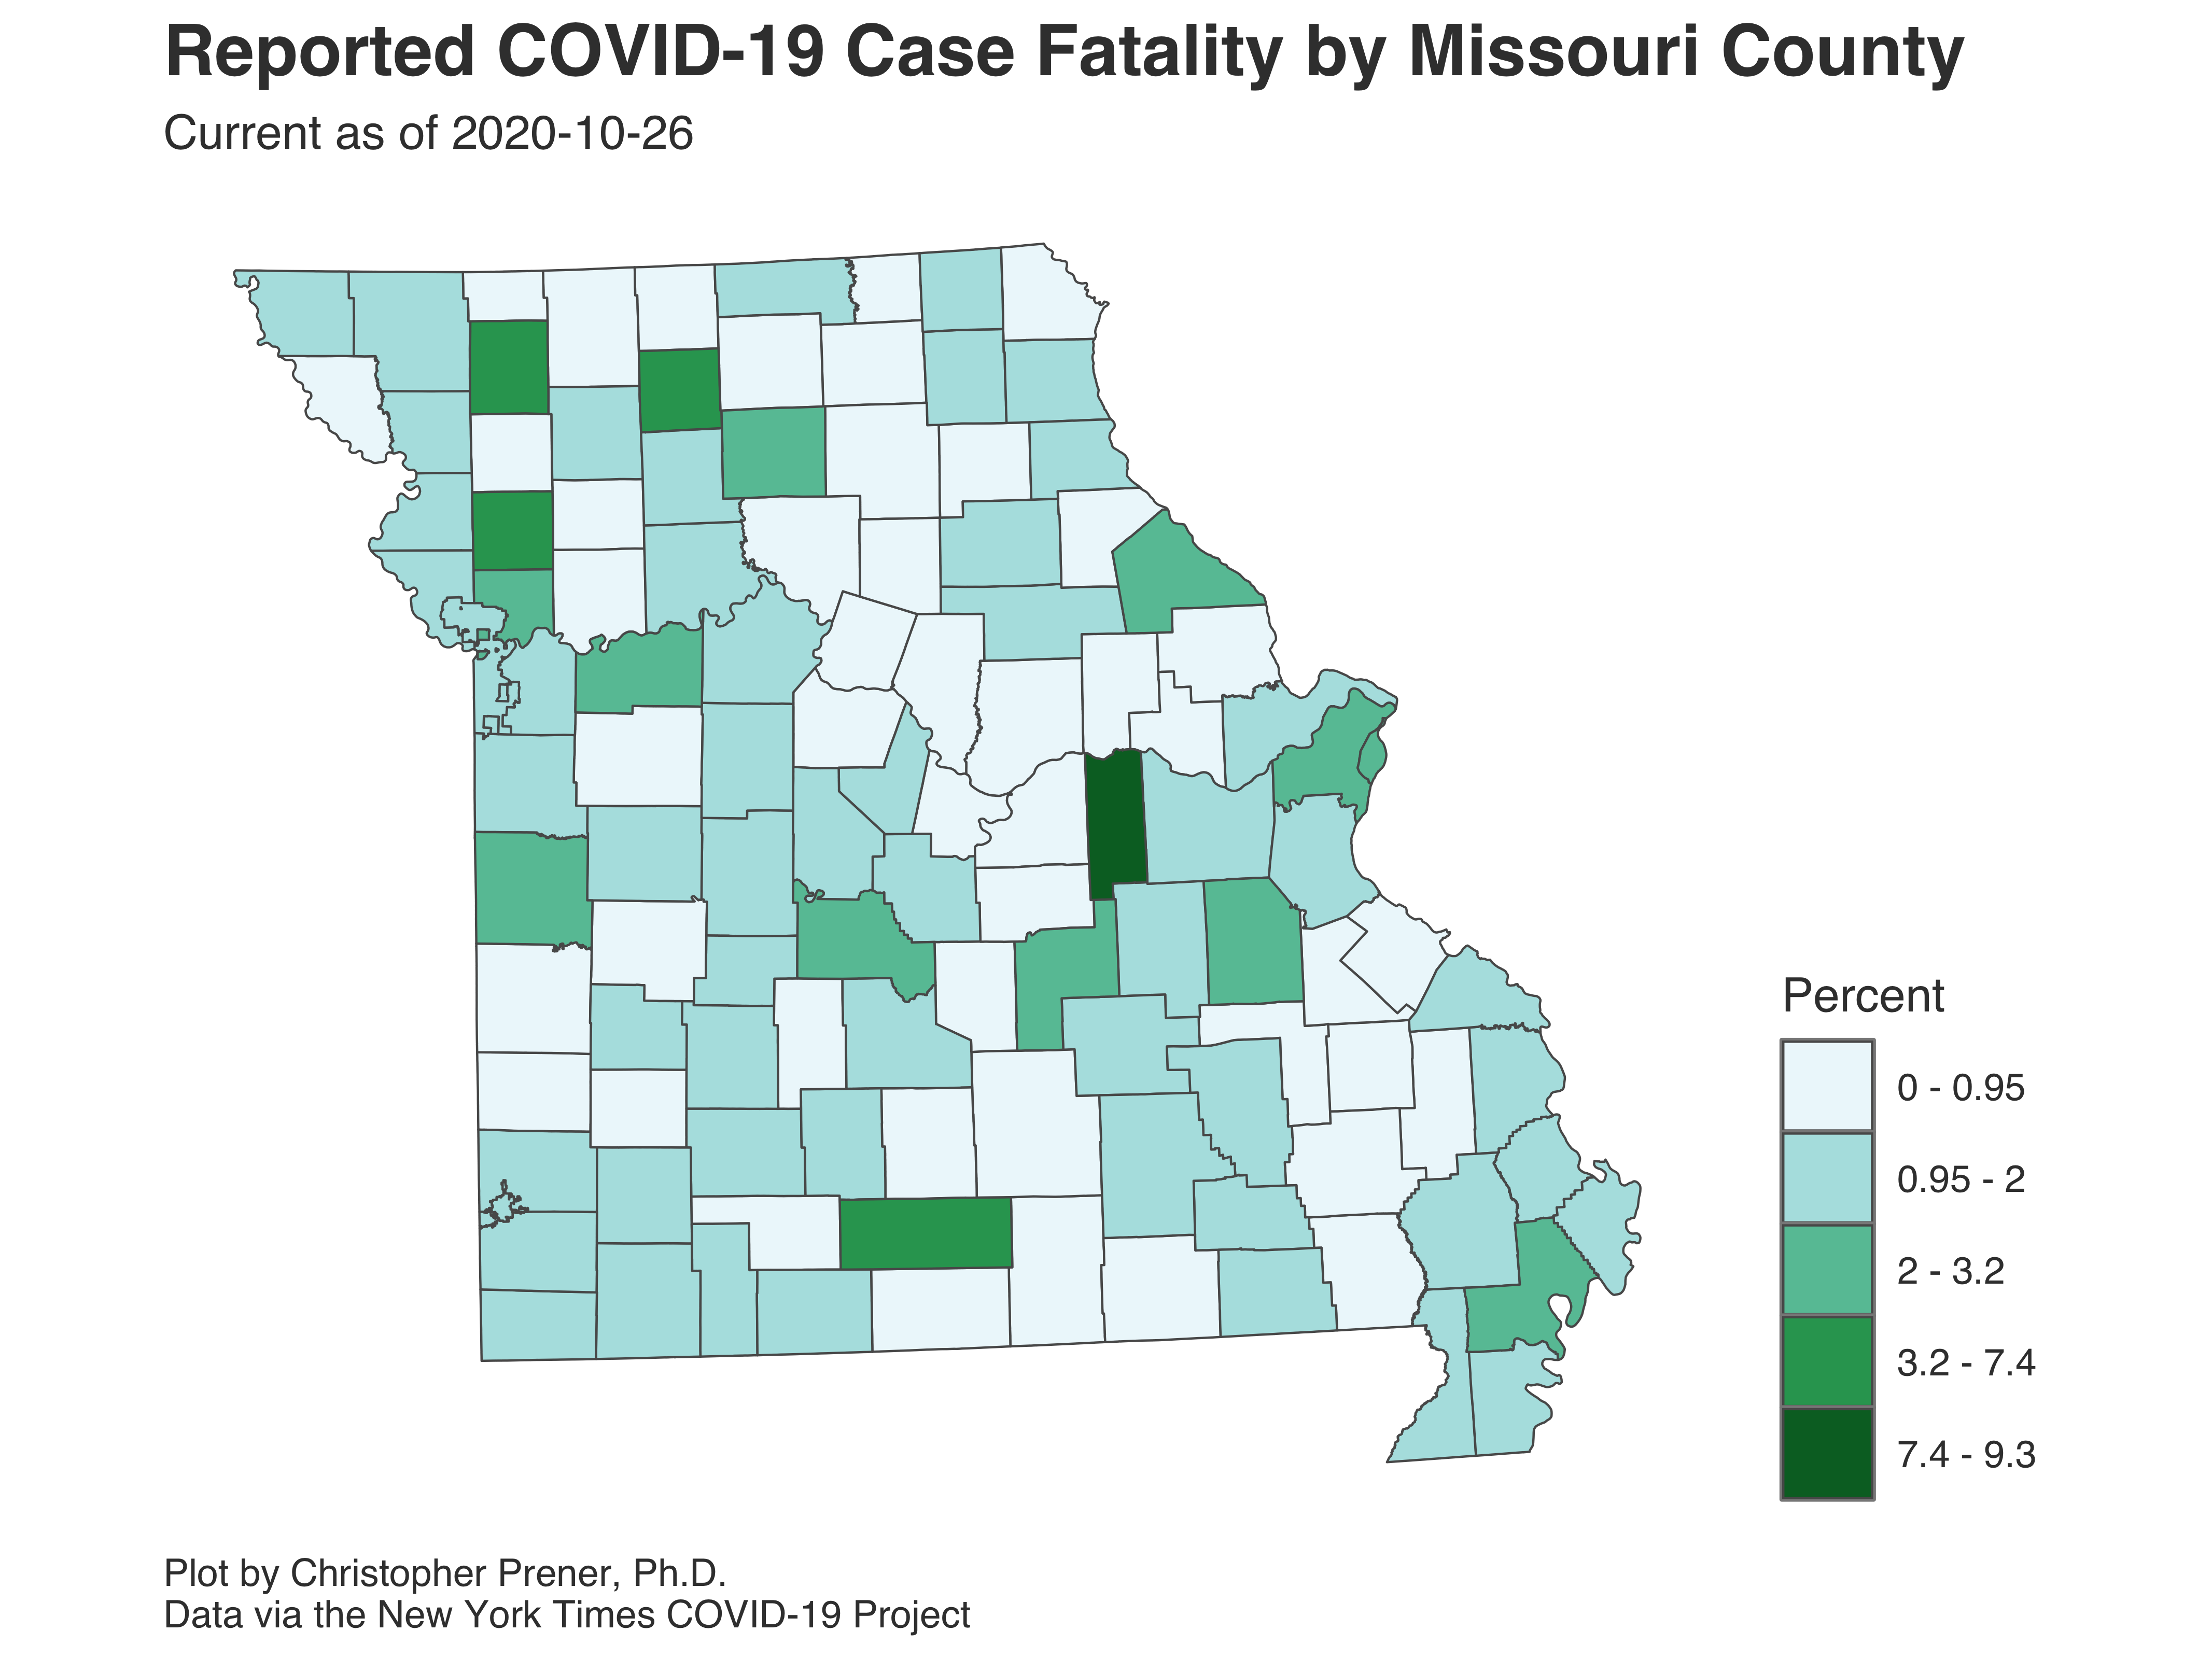 Reported COVID-19 Case Fatality by Missouri County
Current as of 2020-10-26
Percent
0 - 0.95
0.95 - 2
2 - 3.2
3.2 - 7.4
7.4 - 9.3
Plot by Christopher Prener, Ph.D.
Data via the New York Times COVID-19 Project